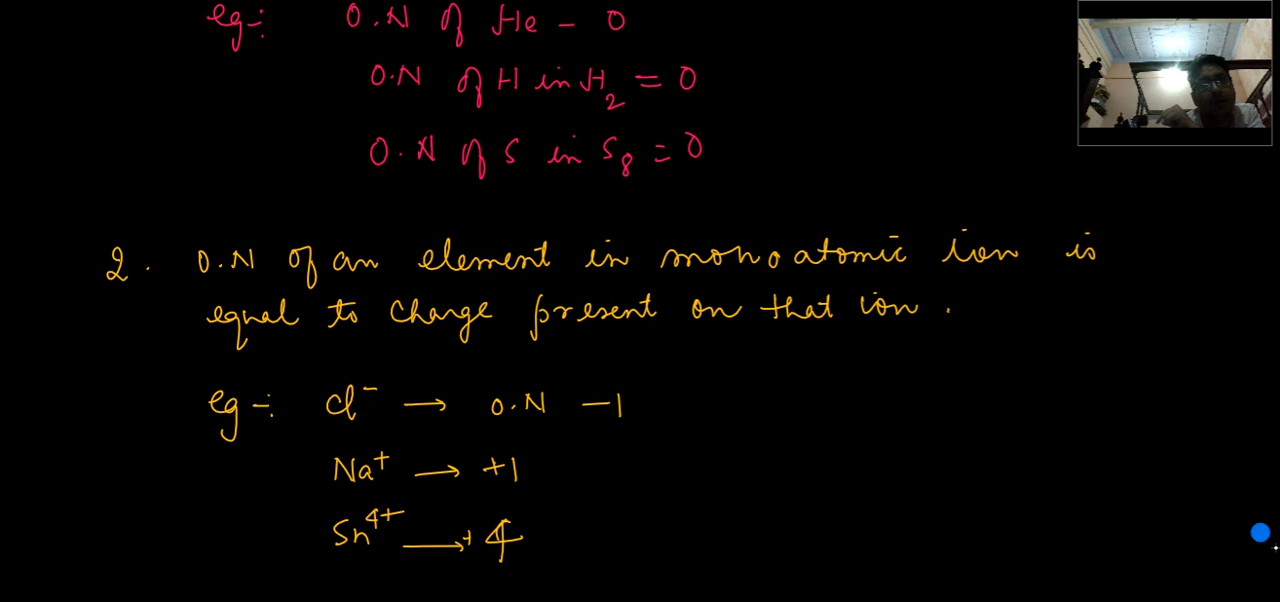 eg-: O.N of He - 0
O.N of H in H₂ = 0
O.N of S in S₈ = 0
2. O.N of an element in monoatomic ion is
equal to charge present on that ion.
eg-: Cl⁻ → O.N -1
Na⁺ → +1
Sn⁴⁺ → +4